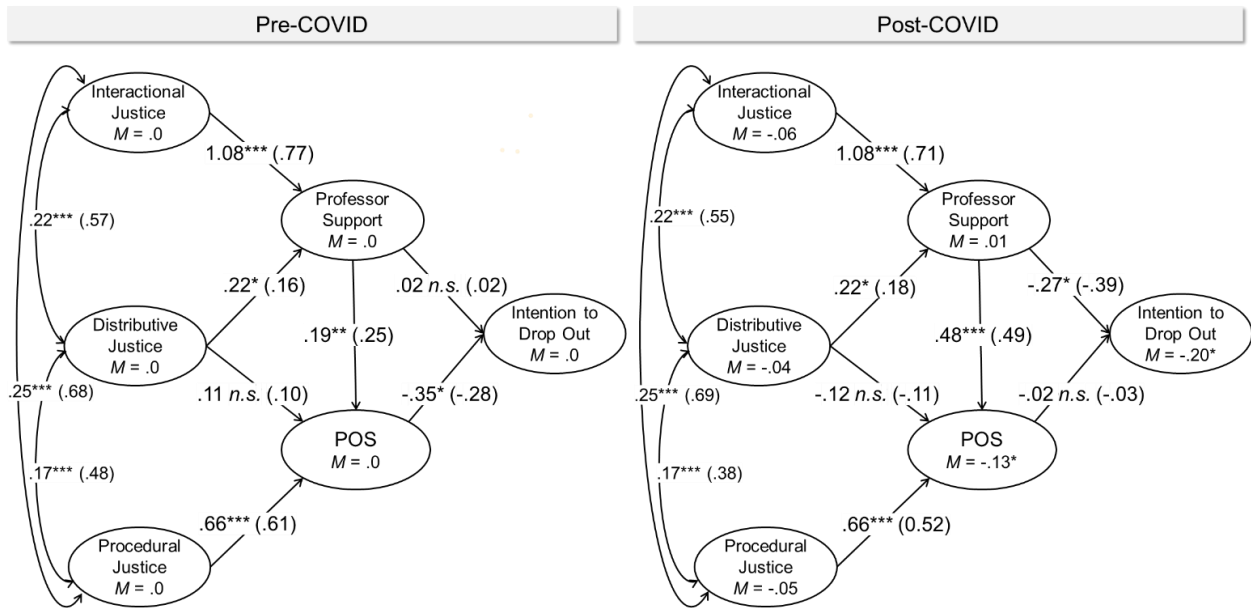 Pre-COVID
Interactional
Justice
M = .0
1.08*** (.77)
Professor
Support
M = .0
.22*** (.57)
.22* (.16)
.02 n.s. (.02)
Distributive
Justice
M = .0
.19** (.25)
Intention to
Drop Out
M = .0
.25*** (.68)
.11 n.s. (.10)
-.35* (-.28)
POS
M = .0
.17*** (.48)
.66*** (.61)
Procedural
Justice
M = .0
Post-COVID
Interactional
Justice
M = -.06
1.08*** (.71)
Professor
Support
M = .01
.22*** (.55)
.22* (.18)
-.27* (-.39)
Distributive
Justice
M = -.04
.48*** (.49)
Intention to
Drop Out
M = -.20*
.25*** (.69)
-.12 n.s. (-.11)
-.02 n.s. (-.03)
POS
M = -.13*
.17*** (.38)
.66*** (0.52)
Procedural
Justice
M = -.05